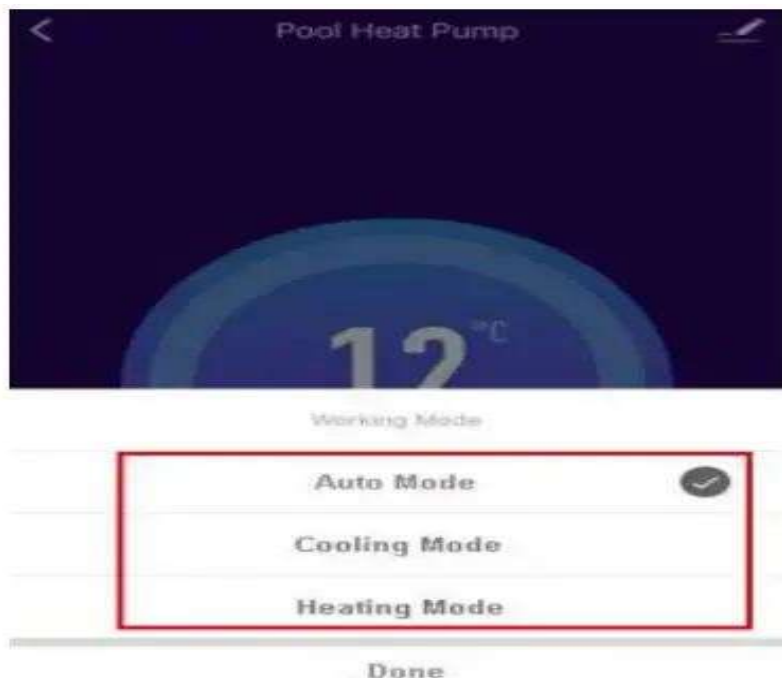 Pool Heat Pump
12 °C
Working Mode
Auto Mode
Cooling Mode
Heating Mode
Done